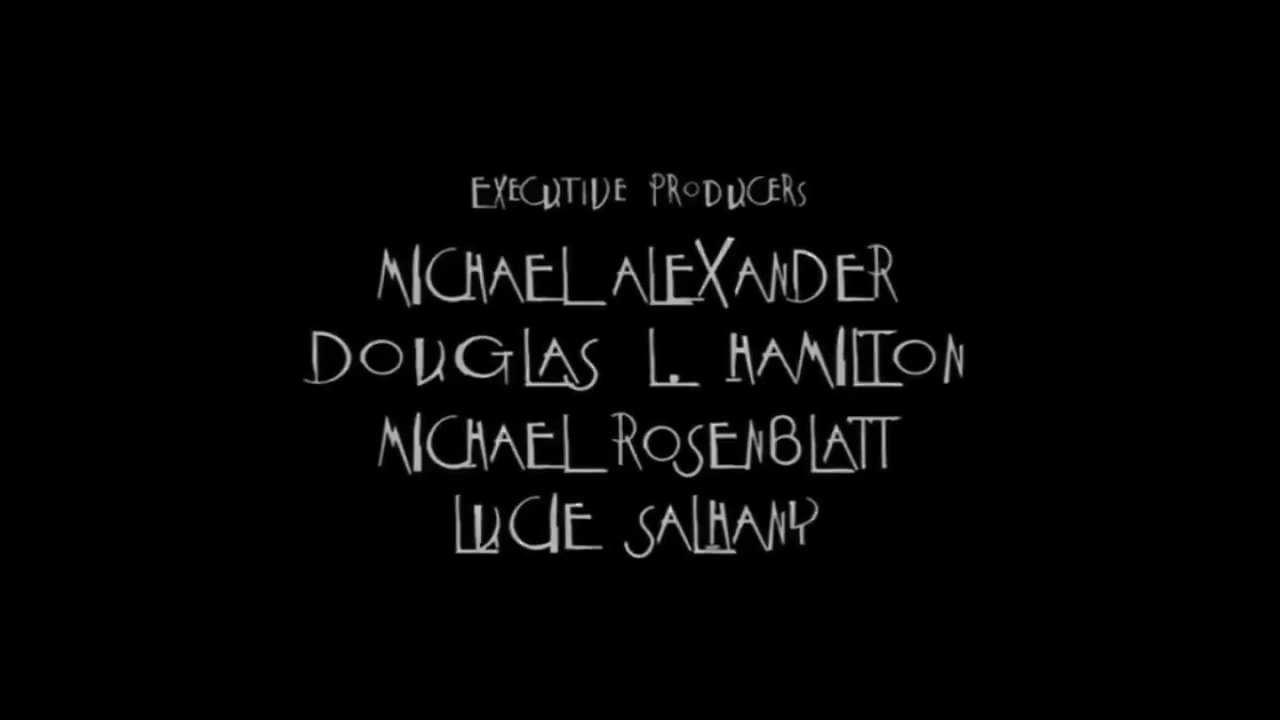 EXECUTIVE PRODUCERS
MICHAEL ALEXANDER
DOUGLAS L. HAMILTON
MICHAEL ROSENBLATT
LUCIE SALHANY